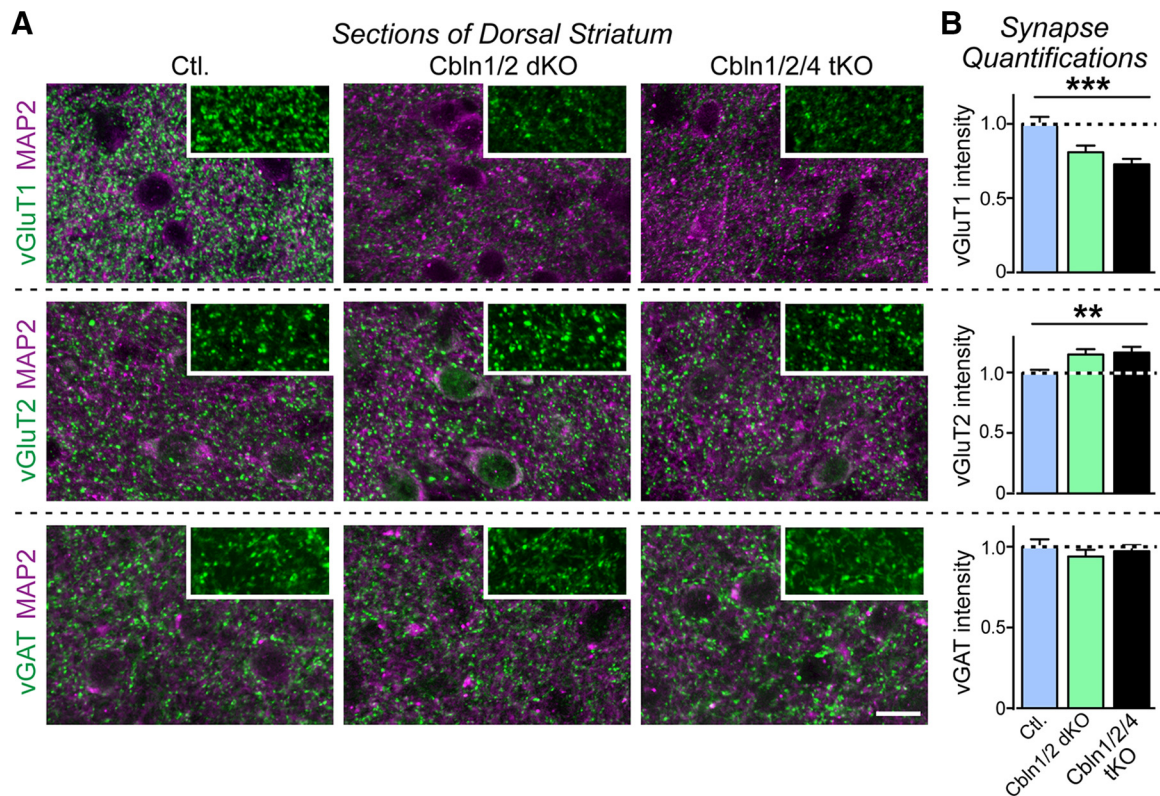 A
Sections of Dorsal Striatum
Ctl.
Cbln1/2 dKO
Cbln1/2/4 tKO
vGluT1 MAP2
vGluT2 MAP2
vGAT MAP2
B
Synapse
Quantifications
***
1.0
0.5
0
vGluT1 intensity
**
1.0
0.5
0
vGluT2 intensity
1.0
0.5
0
vGAT intensity
Ctl.
Cbln1/2 dKO
Cbln1/2/4
tKO